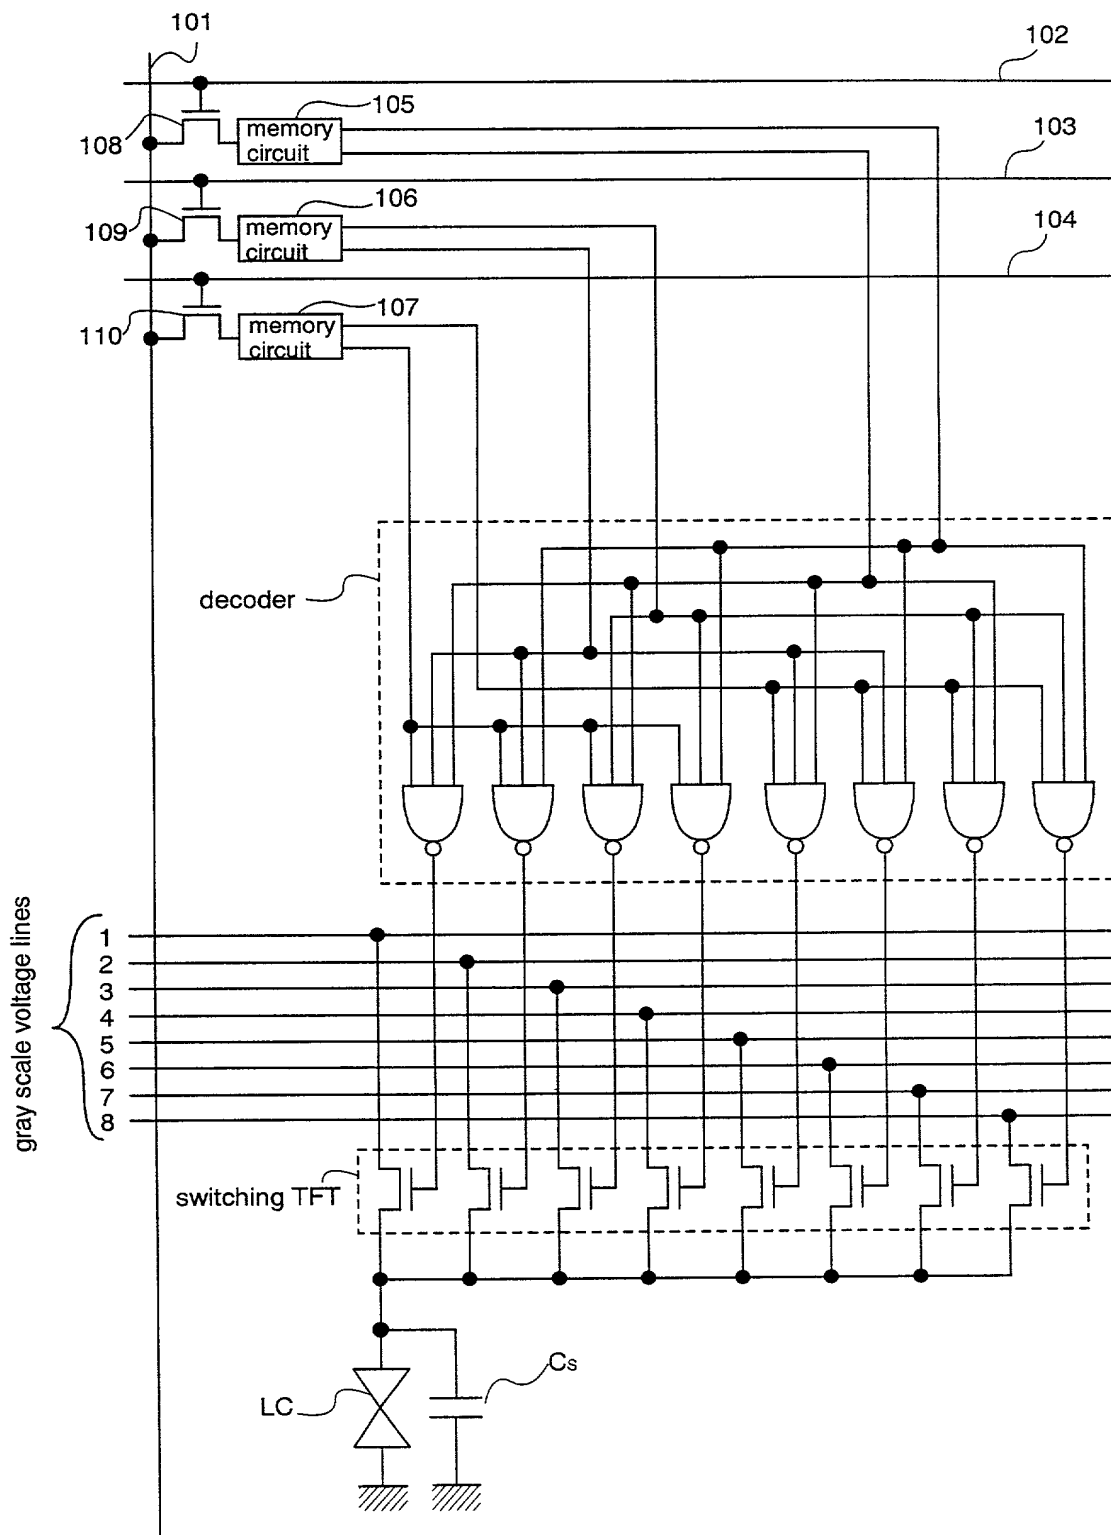 101
102
105
108
memory
circuit
103
106
109
memory
circuit
104
107
110
memory
circuit
decoder
gray scale voltage lines
1
2
3
4
5
6
7
8
switching TFT
Cs
LC